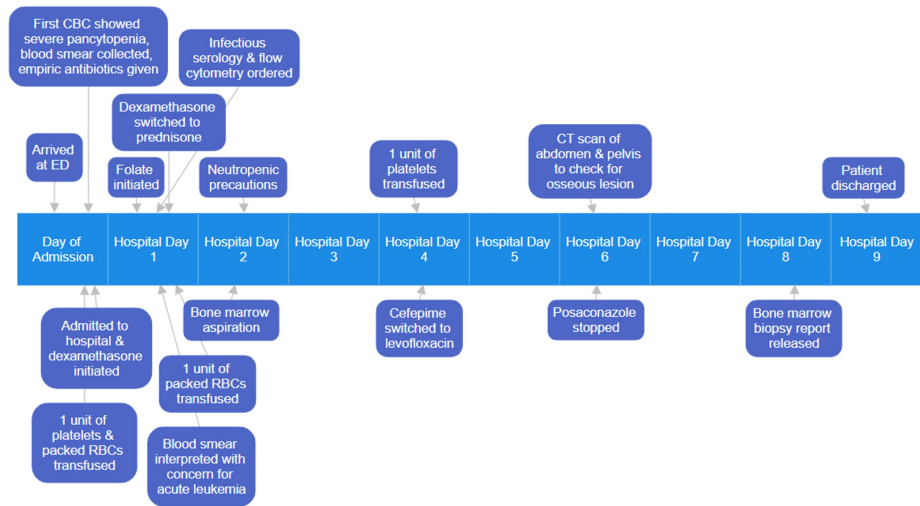 First CBC showed
severe pancytopenia,
blood smear collected,
empiric antibiotics given
Infectious
serology & flow
cytometry ordered
Dexamethasone
switched to
prednisone
Arrived
at ED
Folate
initiated
Neutropenic
precautions
1 unit of
platelets
transfused
CT scan of
abdomen & pelvis
to check for
osseous lesion
Patient
discharged
Day of
Admission
Hospital Day
1
Hospital Day
2
Hospital Day
3
Hospital Day
4
Hospital Day
5
Hospital Day
6
Hospital Day
7
Hospital Day
8
Hospital Day
9
Admitted to
hospital &
dexamethasone
initiated
Bone marrow
aspiration
Cefepime
switched to
levofloxacin
Posaconazole
stopped
Bone marrow
biopsy report
released
1 unit of
packed RBCs
transfused
1 unit of
platelets &
packed RBCs
transfused
Blood smear
interpreted with
concern for
acute leukemia